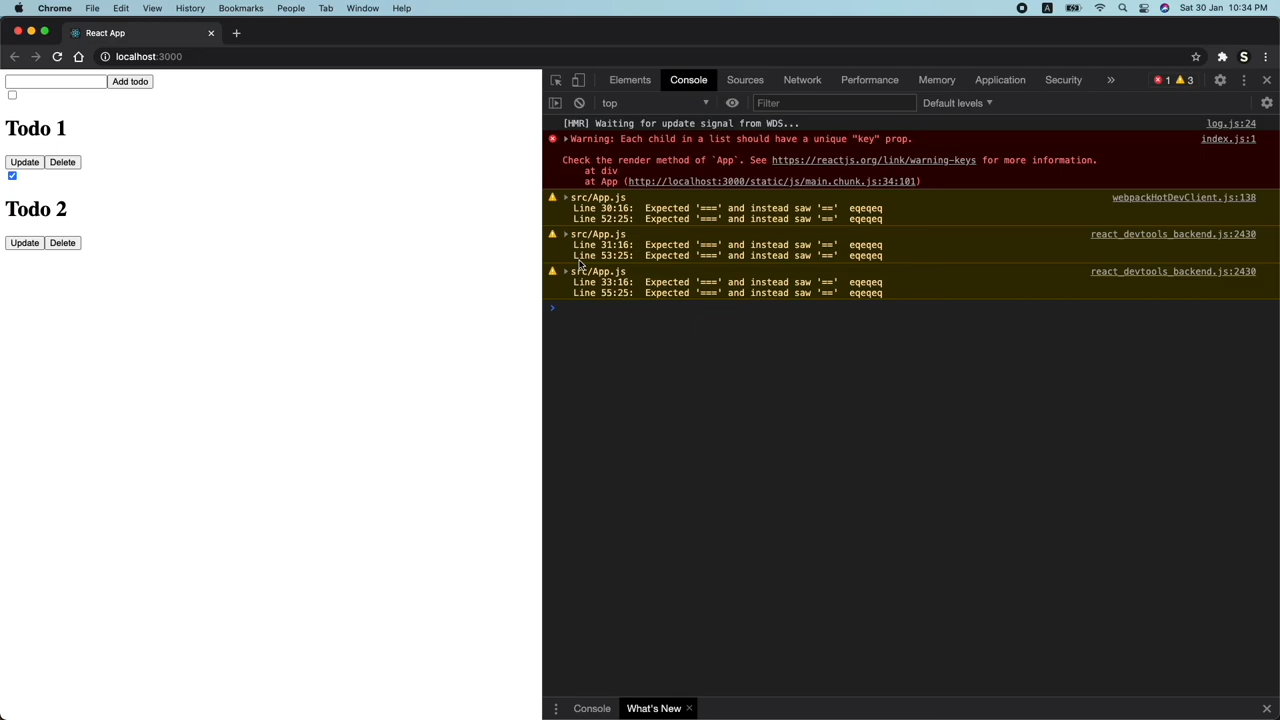 Chrome File Edit View History Bookmarks People Tab Window Help
A
Sat 30 Jan 10:34 PM
React App
localhost:3000
S
Add todo
Todo 1
Update Delete
Todo 2
Update Delete
Elements Console Sources Network Performance Memory Application Security » 1 3
top Filter Default levels
[HMR] Waiting for update signal from WDS... log.js:24
Warning: Each child in a list should have a unique "key" prop. index.js:1
Check the render method of `App`. See https://reactjs.org/link/warning-keys for more information.
at div
at App (http://localhost:3000/static/js/main.chunk.js:34:101)
src/App.js webpackHotDevClient.js:138
Line 30:16: Expected '===' and instead saw '==' eqeqeq
Line 52:25: Expected '===' and instead saw '==' eqeqeq
src/App.js react_devtools_backend.js:2430
Line 31:16: Expected '===' and instead saw '==' eqeqeq
Line 53:25: Expected '===' and instead saw '==' eqeqeq
src/App.js react_devtools_backend.js:2430
Line 33:16: Expected '===' and instead saw '==' eqeqeq
Line 55:25: Expected '===' and instead saw '==' eqeqeq
Console What's New